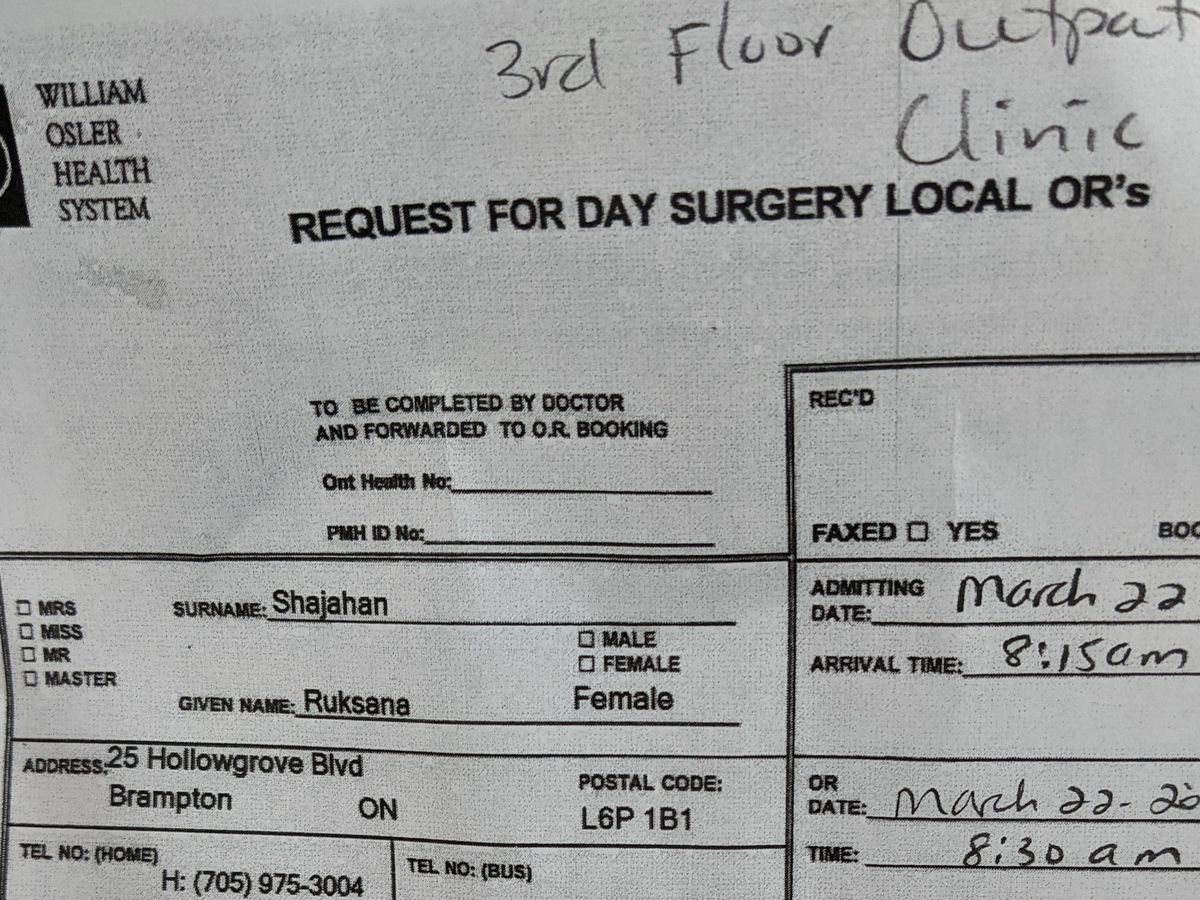 3rd Floor Outpat
Clinic
WILLIAM
OSLER
HEALTH
SYSTEM
REQUEST FOR DAY SURGERY LOCAL OR's
TO BE COMPLETED BY DOCTOR
AND FORWARDED TO O.R. BOOKING
Ont Health No:
PMH ID No:
REC'D
FAXED ☐ YES BOO
☐ MRS
☐ MISS
☐ MR
☐ MASTER
SURNAME: Shajahan
☐ MALE
☐ FEMALE
GIVEN NAME: Ruksana Female
ADMITTING
DATE: March 22
ARRIVAL TIME: 8:15am
ADDRESS: 25 Hollowgrove Blvd
Brampton ON
POSTAL CODE:
L6P 1B1
OR
DATE: March 22-20
TIME: 8:30 am
TEL NO: (HOME)
H: (705) 975-3004
TEL NO: (BUS)